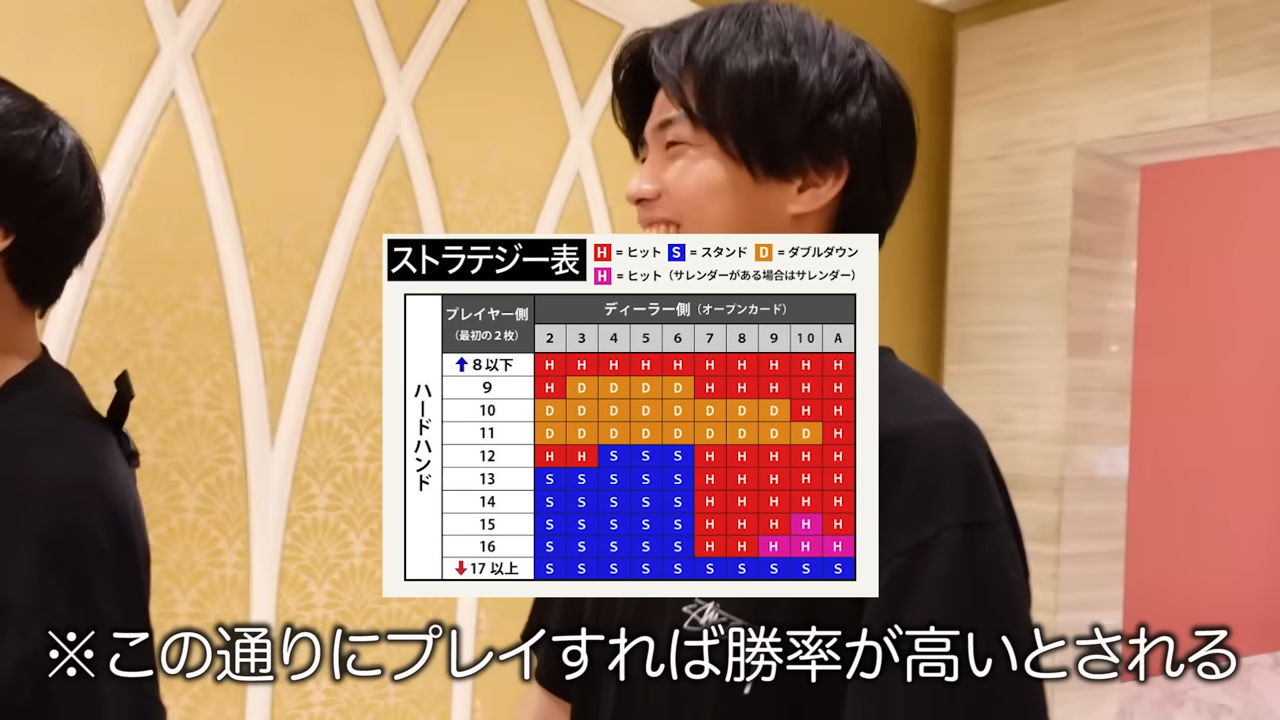 ストラテジー表
H = ヒット S = スタンド D = ダブルダウン
H = ヒット（サレンダーがある場合はサレンダー）
ハードハンド
プレイヤー側
（最初の２枚）
ディーラー側（オープンカード）
2 3 4 5 6 7 8 9 10 A
↑8以下 H H H H H H H H H H
9 H D D D D H H H H H
10 D D D D D D D D H H
11 D D D D D D D D D H
12 H H S S S H H H H H
13 S S S S S H H H H H
14 S S S S S H H H H H
15 S S S S S H H H H H
16 S S S S S H H H H H
↓17以上 S S S S S S S S S S
※この通りにプレイすれば勝率が高いとされる